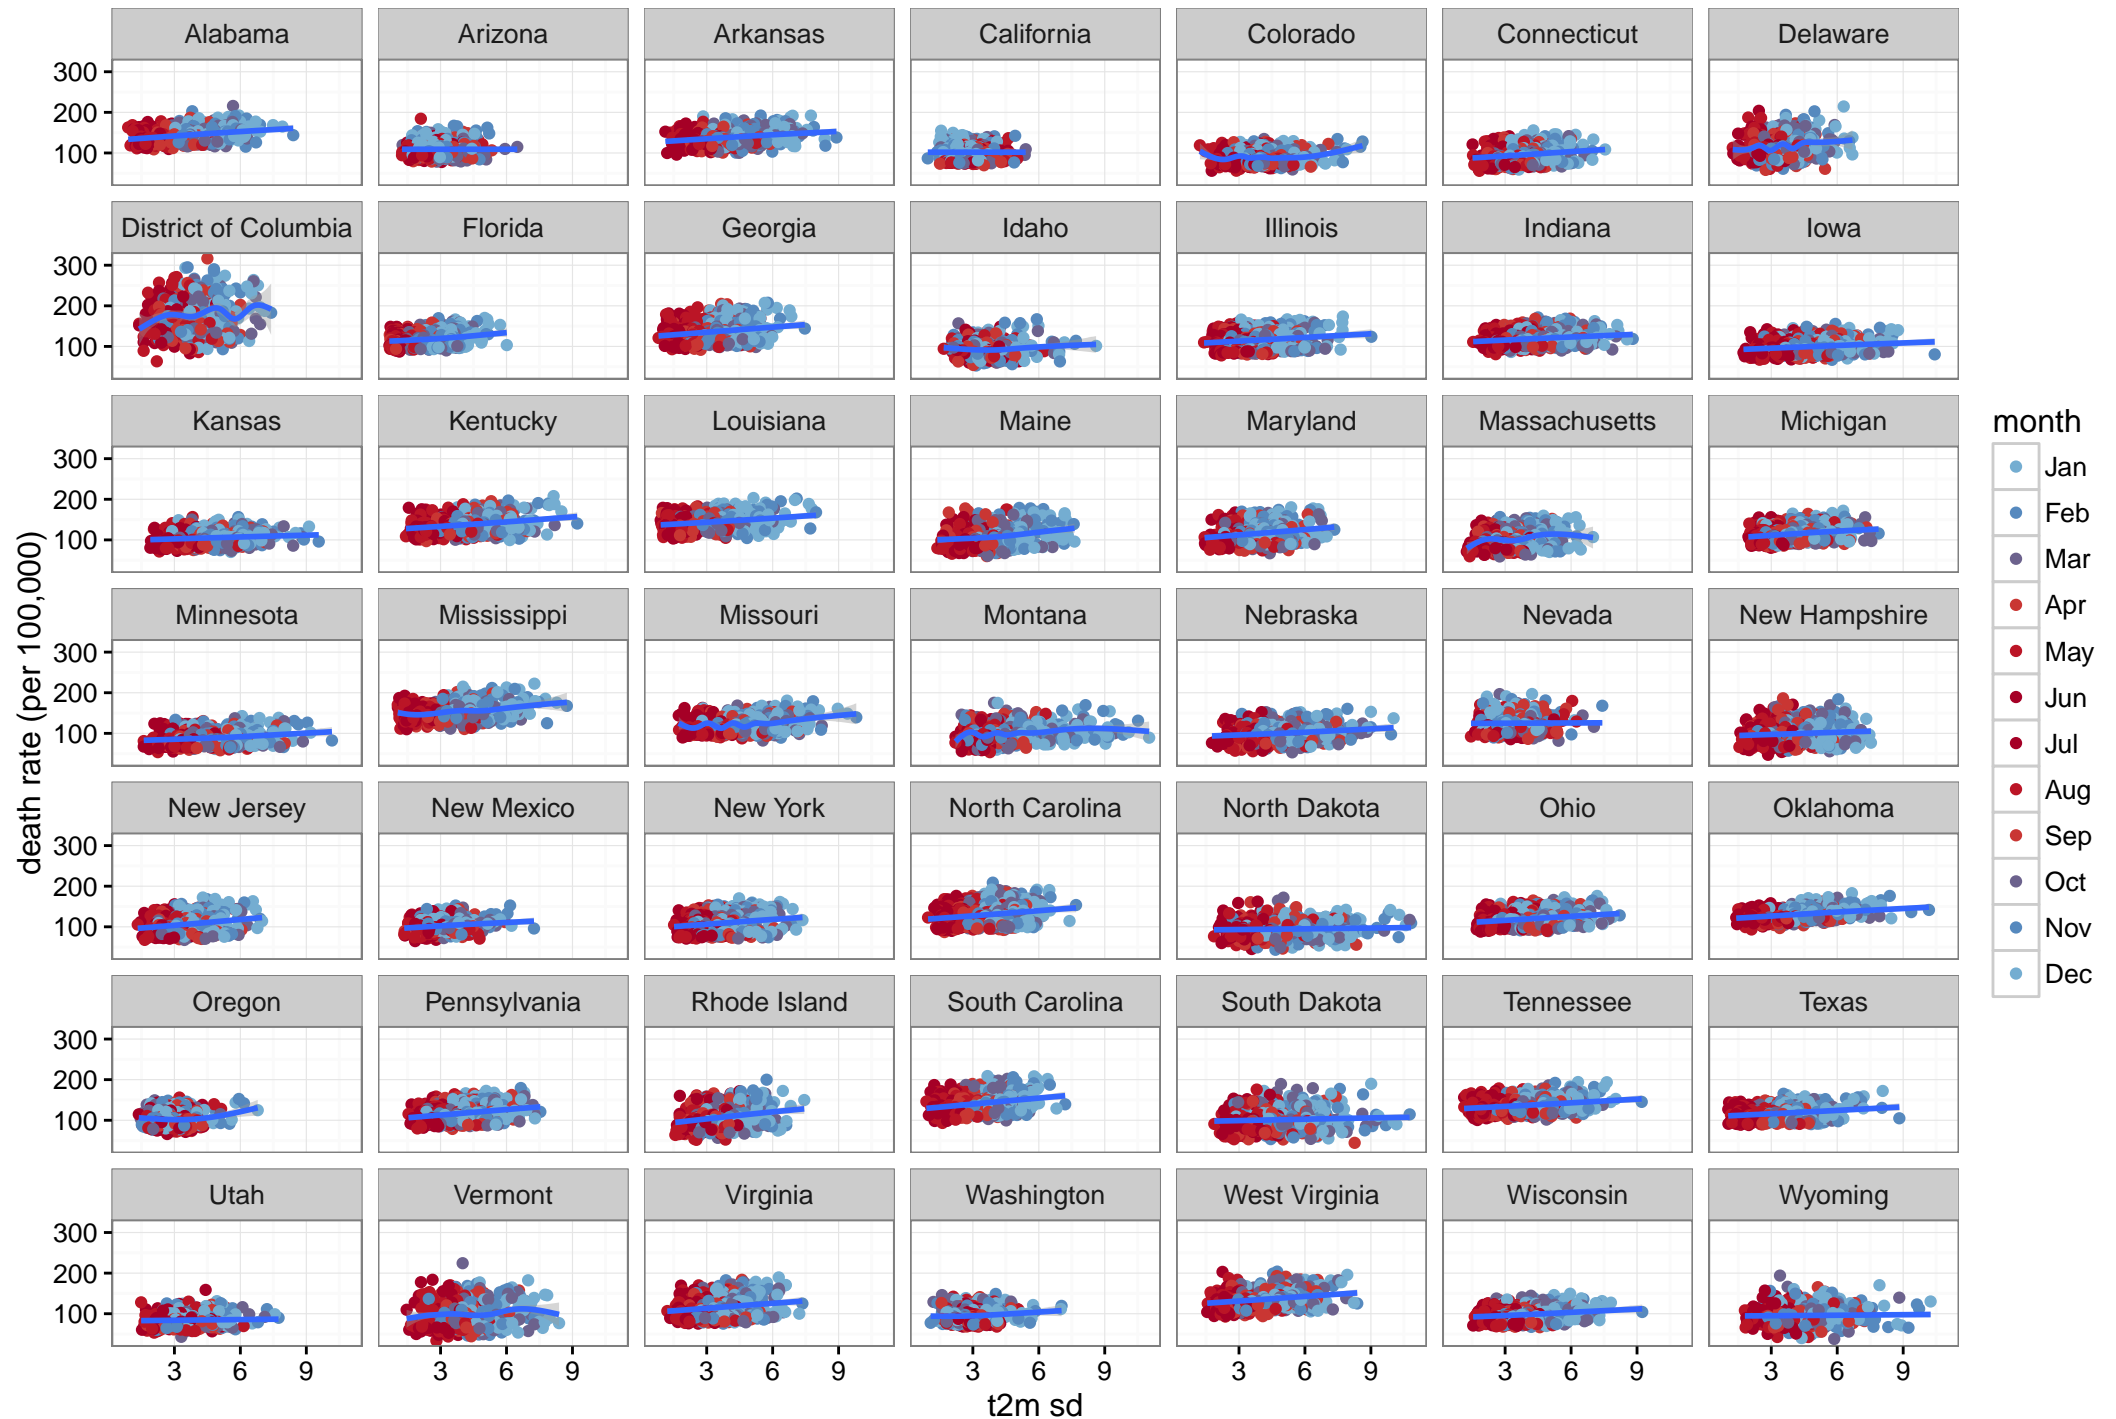 Alabama Arizona Arkansas California Colorado Connecticut Delaware
300
200
100
District of Columbia Florida Georgia Idaho Illinois Indiana Iowa
300
200
100
Kansas Kentucky Louisiana Maine Maryland Massachusetts Michigan
300
200
100
Minnesota Mississippi Missouri Montana Nebraska Nevada New Hampshire
300
200
100
New Jersey New Mexico New York North Carolina North Dakota Ohio Oklahoma
300
200
100
Oregon Pennsylvania Rhode Island South Carolina South Dakota Tennessee Texas
300
200
100
Utah Vermont Virginia Washington West Virginia Wisconsin Wyoming
300
200
100
3 6 9 3 6 9 3 6 9 3 6 9 3 6 9 3 6 9 3 6 9
t2m sd
death rate (per 100,000)
month
Jan
Feb
Mar
Apr
May
Jun
Jul
Aug
Sep
Oct
Nov
Dec